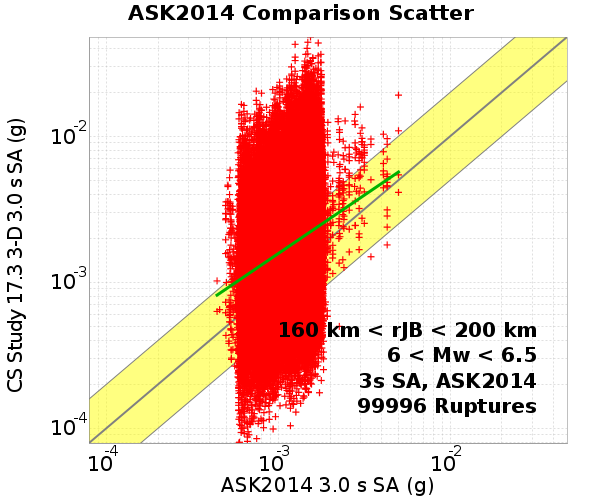 ASK2014 Comparison Scatter
CS Study 17.3 3-D 3.0 s SA (g)
10-2
10-3
10-4
160 km < rJB < 200 km
6 < Mw < 6.5
3s SA, ASK2014
99996 Ruptures
10-4 10-3 10-2
ASK2014 3.0 s SA (g)